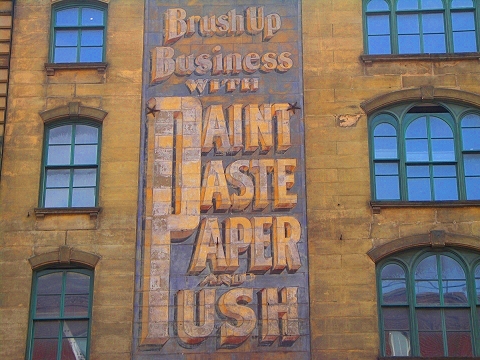 Brush Up
Business
WITH
PAINT
PASTE
PAPER
AND
PUSH